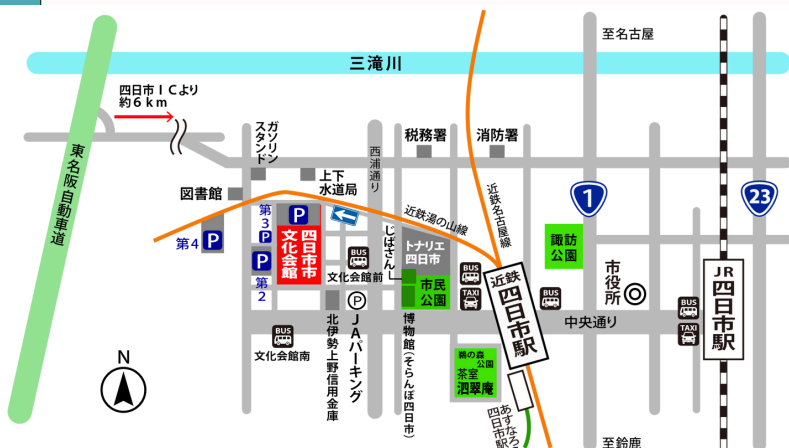 至名古屋
三滝川
四日市ICより
約6km
ガソリン
スタンド
税務署
消防署
西浦通り
上下
水道局
東名阪自動車道
図書館
近鉄名古屋線
近鉄湯の山線
1
23
第3
P
P
四日市市
文化会館
第4
P
P
第2
じばさん
トナリエ
四日市
諏訪
公園
BUS
文化会館前
BUS
TAXI
近鉄
四日市駅
BUS
市役所
JR
四日市駅
BUS
TAXI
市民
公園
P
JAパーキング
北伊勢上野信用金庫
博物館(そらんぽ四日市)
中央通り
BUS
文化会館南
鵜の森
公園
茶室
泗翠庵
N
あすなろ
四日市駅
至鈴鹿